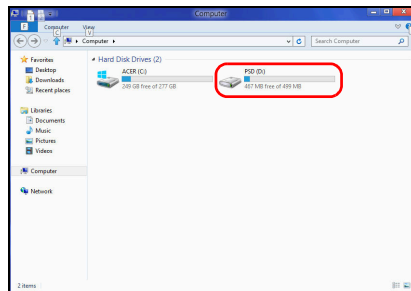 Computer
1
F Computer View
C V
Computer
Search Computer
Favorites
Desktop
Downloads
Recent places
Libraries
Documents
Music
Pictures
Videos
Computer
Network
Hard Disk Drives (2)
ACER (C:)
249 GB free of 277 GB
PSD (D:)
487 MB free of 499 MB
2 items